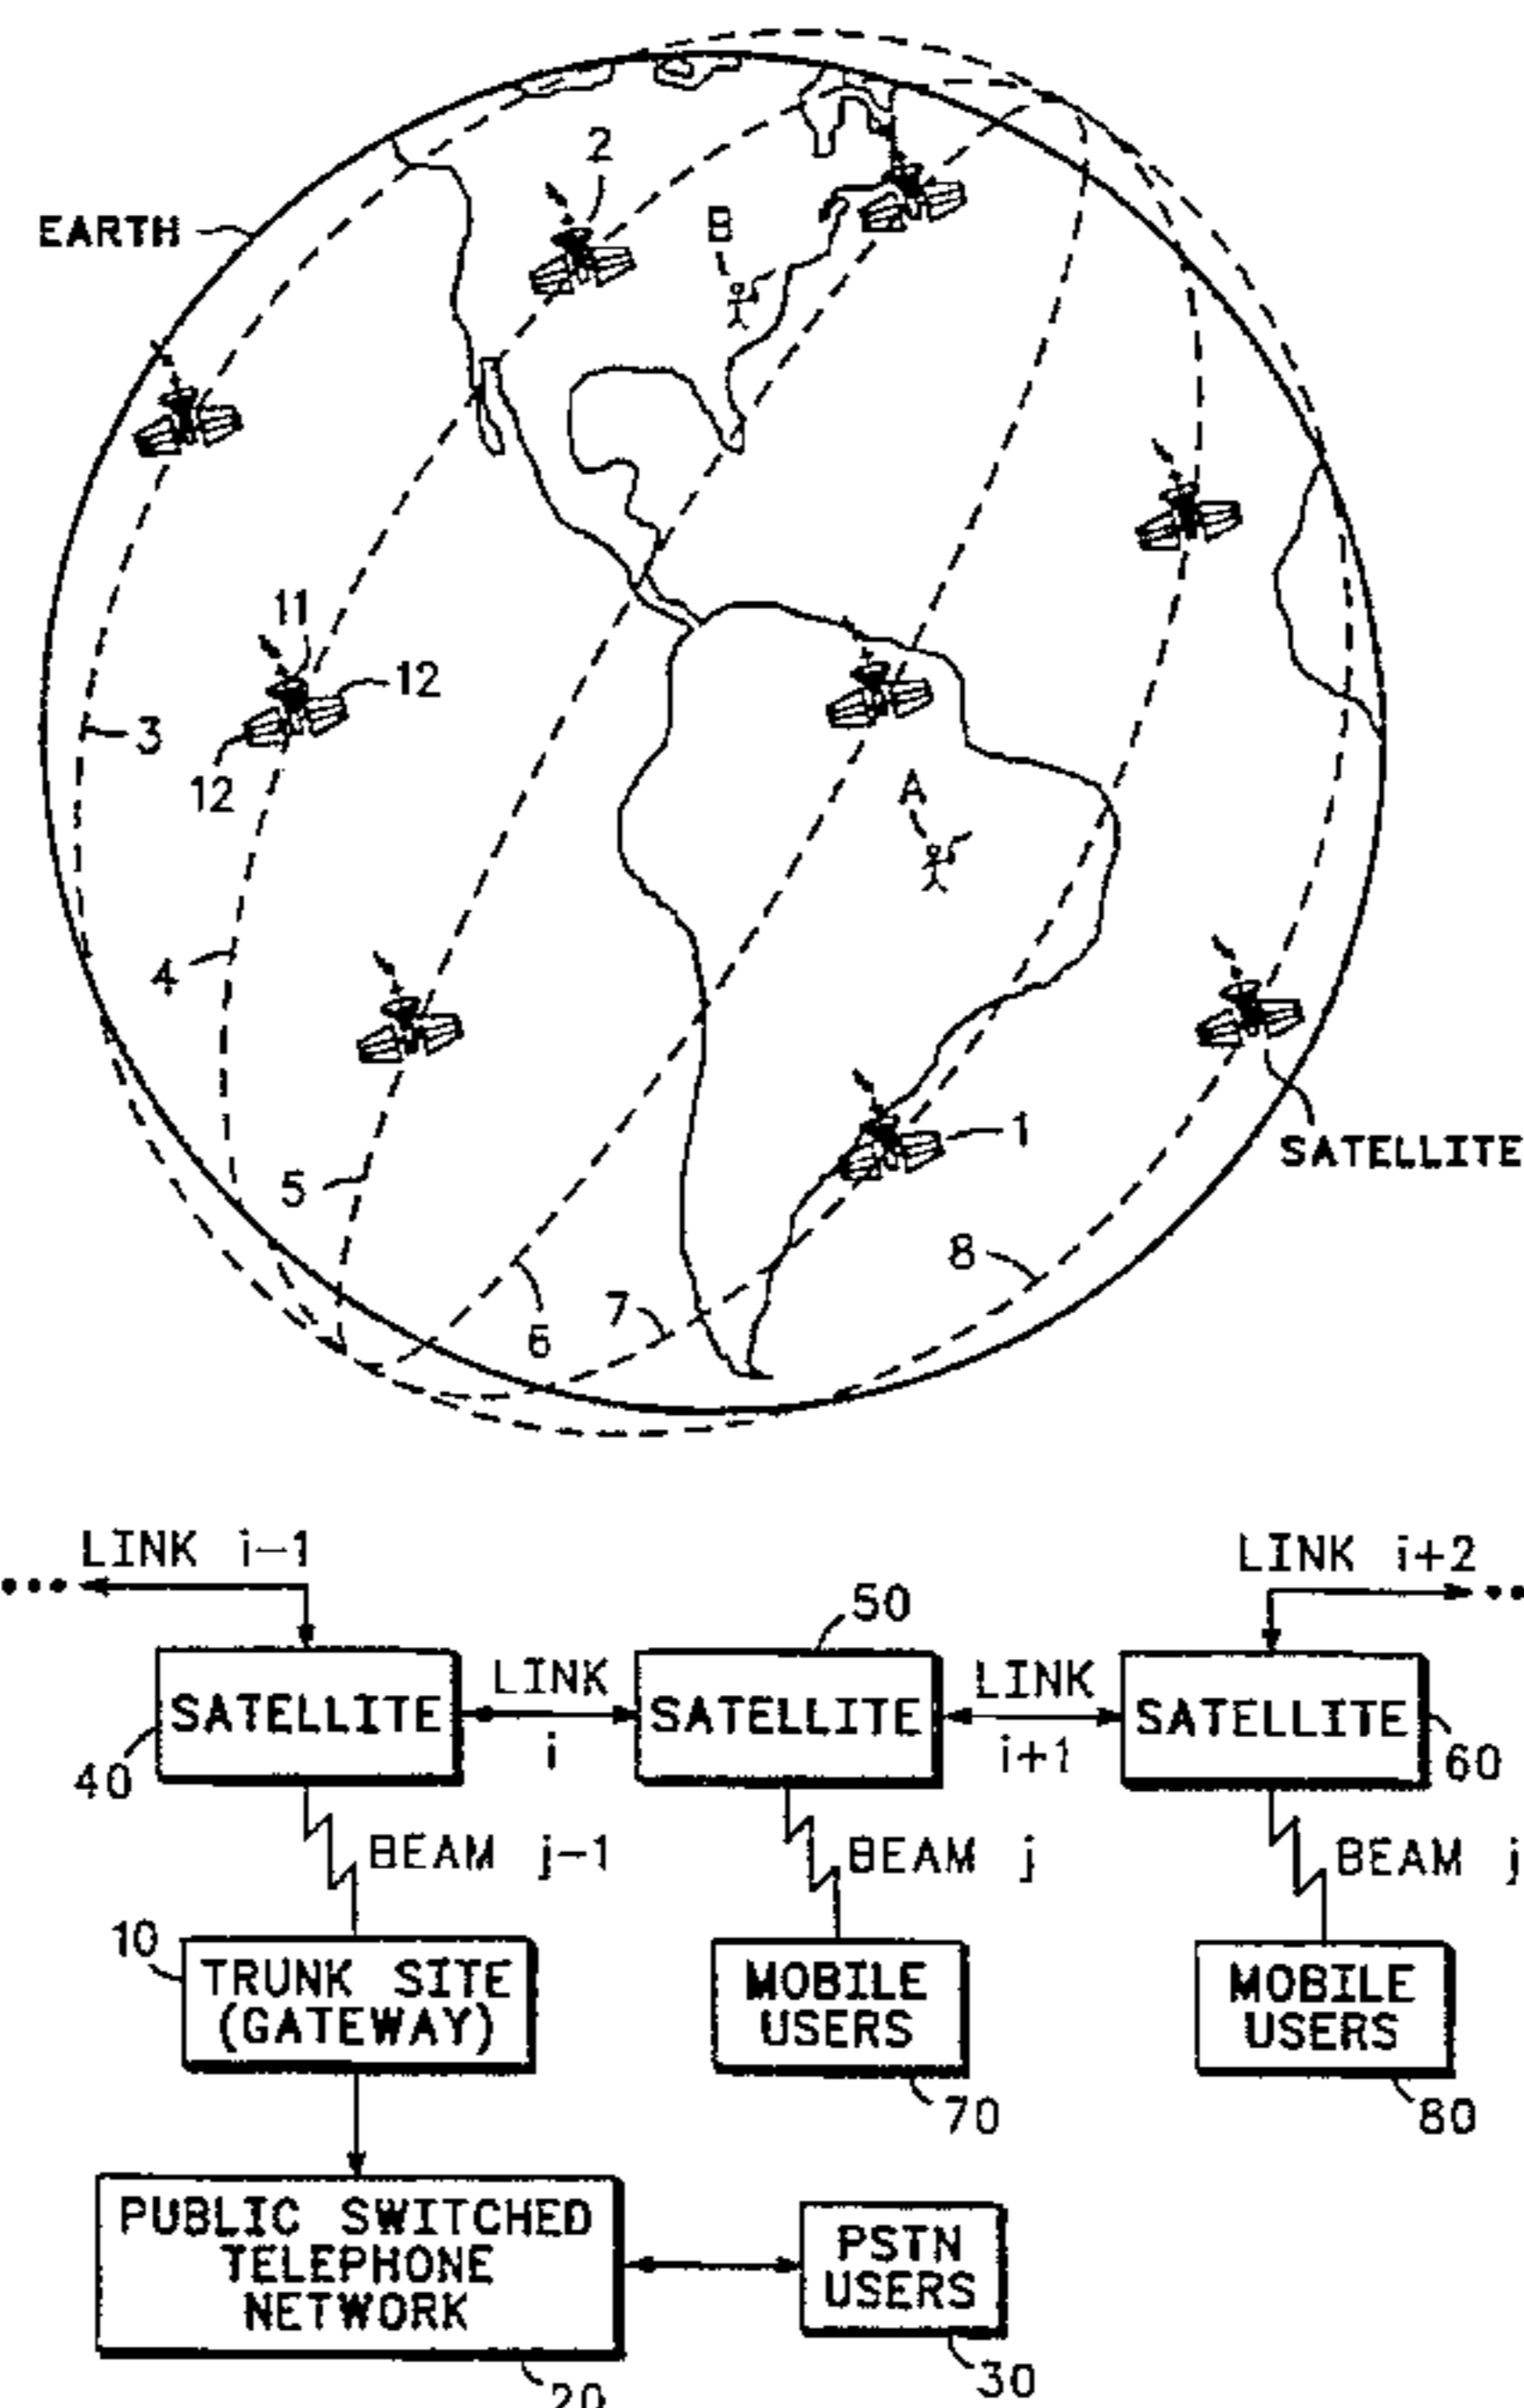 2
B
EARTH
11
12
3
12
A
4
1
SATELLITE
5
8
7
6
LINK i-1
LINK i+2
50
SATELLITE
LINK
i
SATELLITE
LINK
i+1
SATELLITE
40
60
BEAM j-1
BEAM j
BEAM j
10
TRUNK SITE
(GATEWAY)
MOBILE
USERS
MOBILE
USERS
70
80
PUBLIC SWITCHED
TELEPHONE
NETWORK
PSTN
USERS
20
30